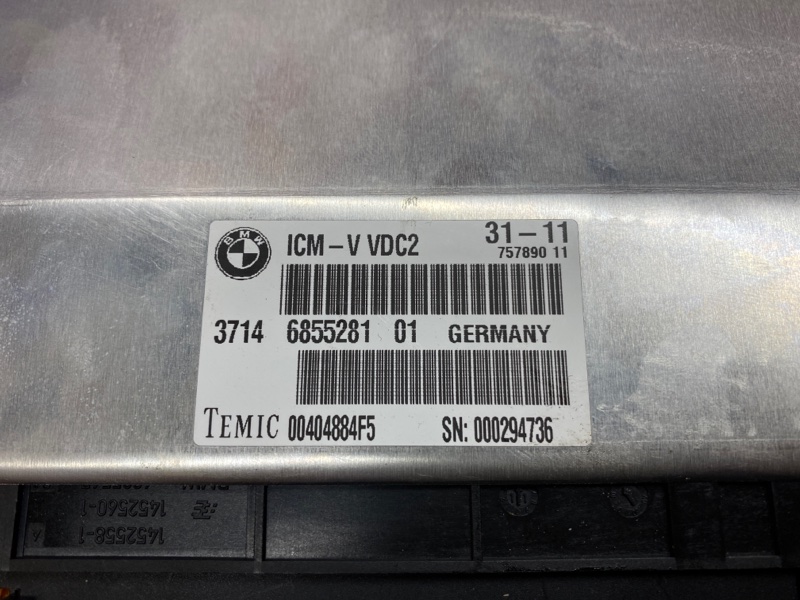 BMW
ICM-V VDC2 31-11
757890 11
3714 6855281 01 GERMANY
TEMIC 00404884F5 SN: 000294736
1452560-1
1452558-1